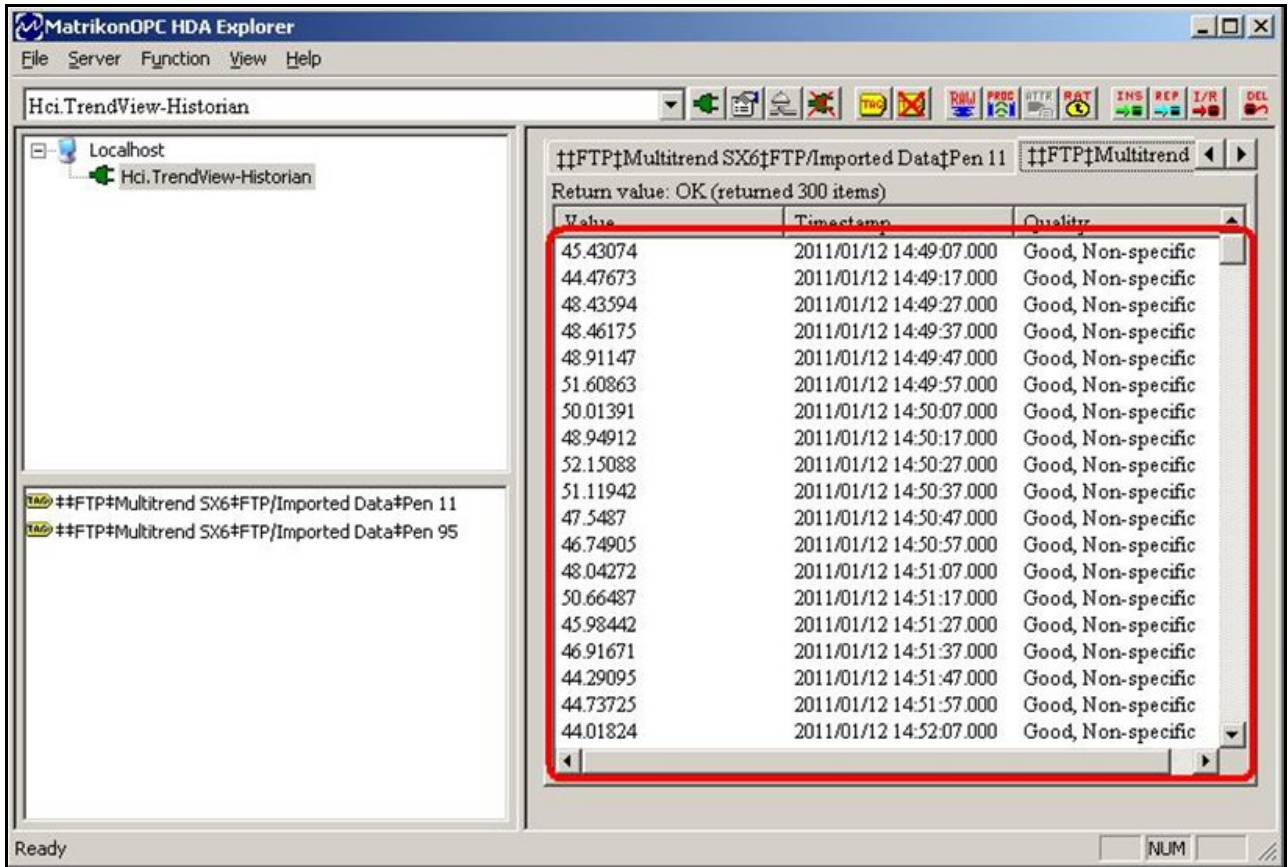 MatrikonOPC HDA Explorer
File Server Function View Help
Hci.TrendView-Historian
TAG RAW PROC ATTR RAT INS REP I/R DEL
Localhost
Hci.TrendView-Historian
‡‡FTP‡Multitrend SX6‡FTP/Imported Data‡Pen 11 ‡‡FTP‡Multitrend
Return value: OK (returned 300 items)
Value Timestamp Quality
45.43074 2011/01/12 14:49:07.000 Good, Non-specific
44.47673 2011/01/12 14:49:17.000 Good, Non-specific
48.43594 2011/01/12 14:49:27.000 Good, Non-specific
48.46175 2011/01/12 14:49:37.000 Good, Non-specific
48.91147 2011/01/12 14:49:47.000 Good, Non-specific
51.60863 2011/01/12 14:49:57.000 Good, Non-specific
50.01391 2011/01/12 14:50:07.000 Good, Non-specific
48.94912 2011/01/12 14:50:17.000 Good, Non-specific
52.15088 2011/01/12 14:50:27.000 Good, Non-specific
51.11942 2011/01/12 14:50:37.000 Good, Non-specific
47.5487 2011/01/12 14:50:47.000 Good, Non-specific
46.74905 2011/01/12 14:50:57.000 Good, Non-specific
48.04272 2011/01/12 14:51:07.000 Good, Non-specific
50.66487 2011/01/12 14:51:17.000 Good, Non-specific
45.98442 2011/01/12 14:51:27.000 Good, Non-specific
46.91671 2011/01/12 14:51:37.000 Good, Non-specific
44.29095 2011/01/12 14:51:47.000 Good, Non-specific
44.73725 2011/01/12 14:51:57.000 Good, Non-specific
44.01824 2011/01/12 14:52:07.000 Good, Non-specific
TAG ‡‡FTP‡Multitrend SX6‡FTP/Imported Data‡Pen 11
TAG ‡‡FTP‡Multitrend SX6‡FTP/Imported Data‡Pen 95
Ready NUM